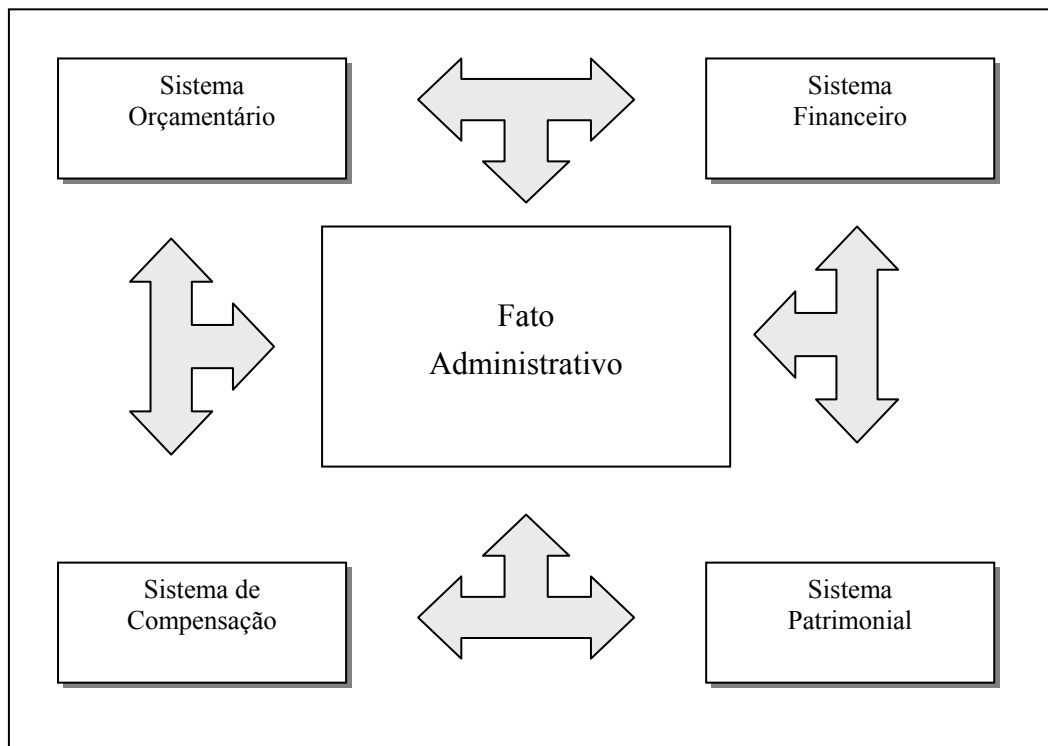 Sistema
Orçamentário
Sistema
Financeiro
Fato
Administrativo
Sistema de
Compensação
Sistema
Patrimonial